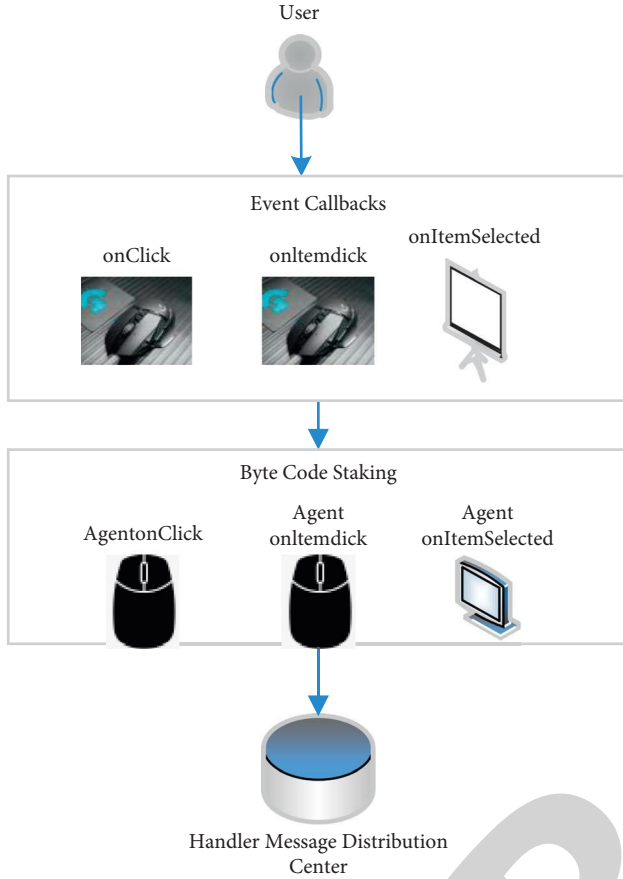 User
Event Callbacks
onClick
onltemdick
onItemSelected
Byte Code Staking
AgentonClick
Agent
onltemdick
Agent
onItemSelected
Handler Message Distribution
Center